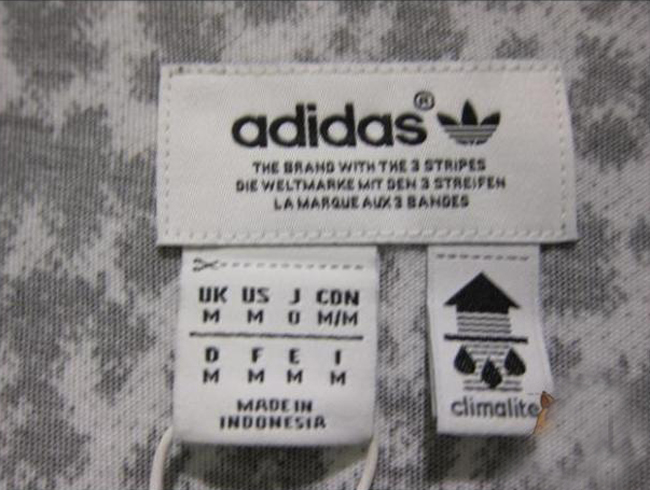 adidas®
THE BRAND WITH THE 3 STRIPES
DIE WELTMARKE MIT DEN 3 STREIFEN
LA MARQUE AUX 3 BANDES
UK US J CDN
M M O M/M
D F E I
M M M M
MADE IN
INDONESIA
climalite